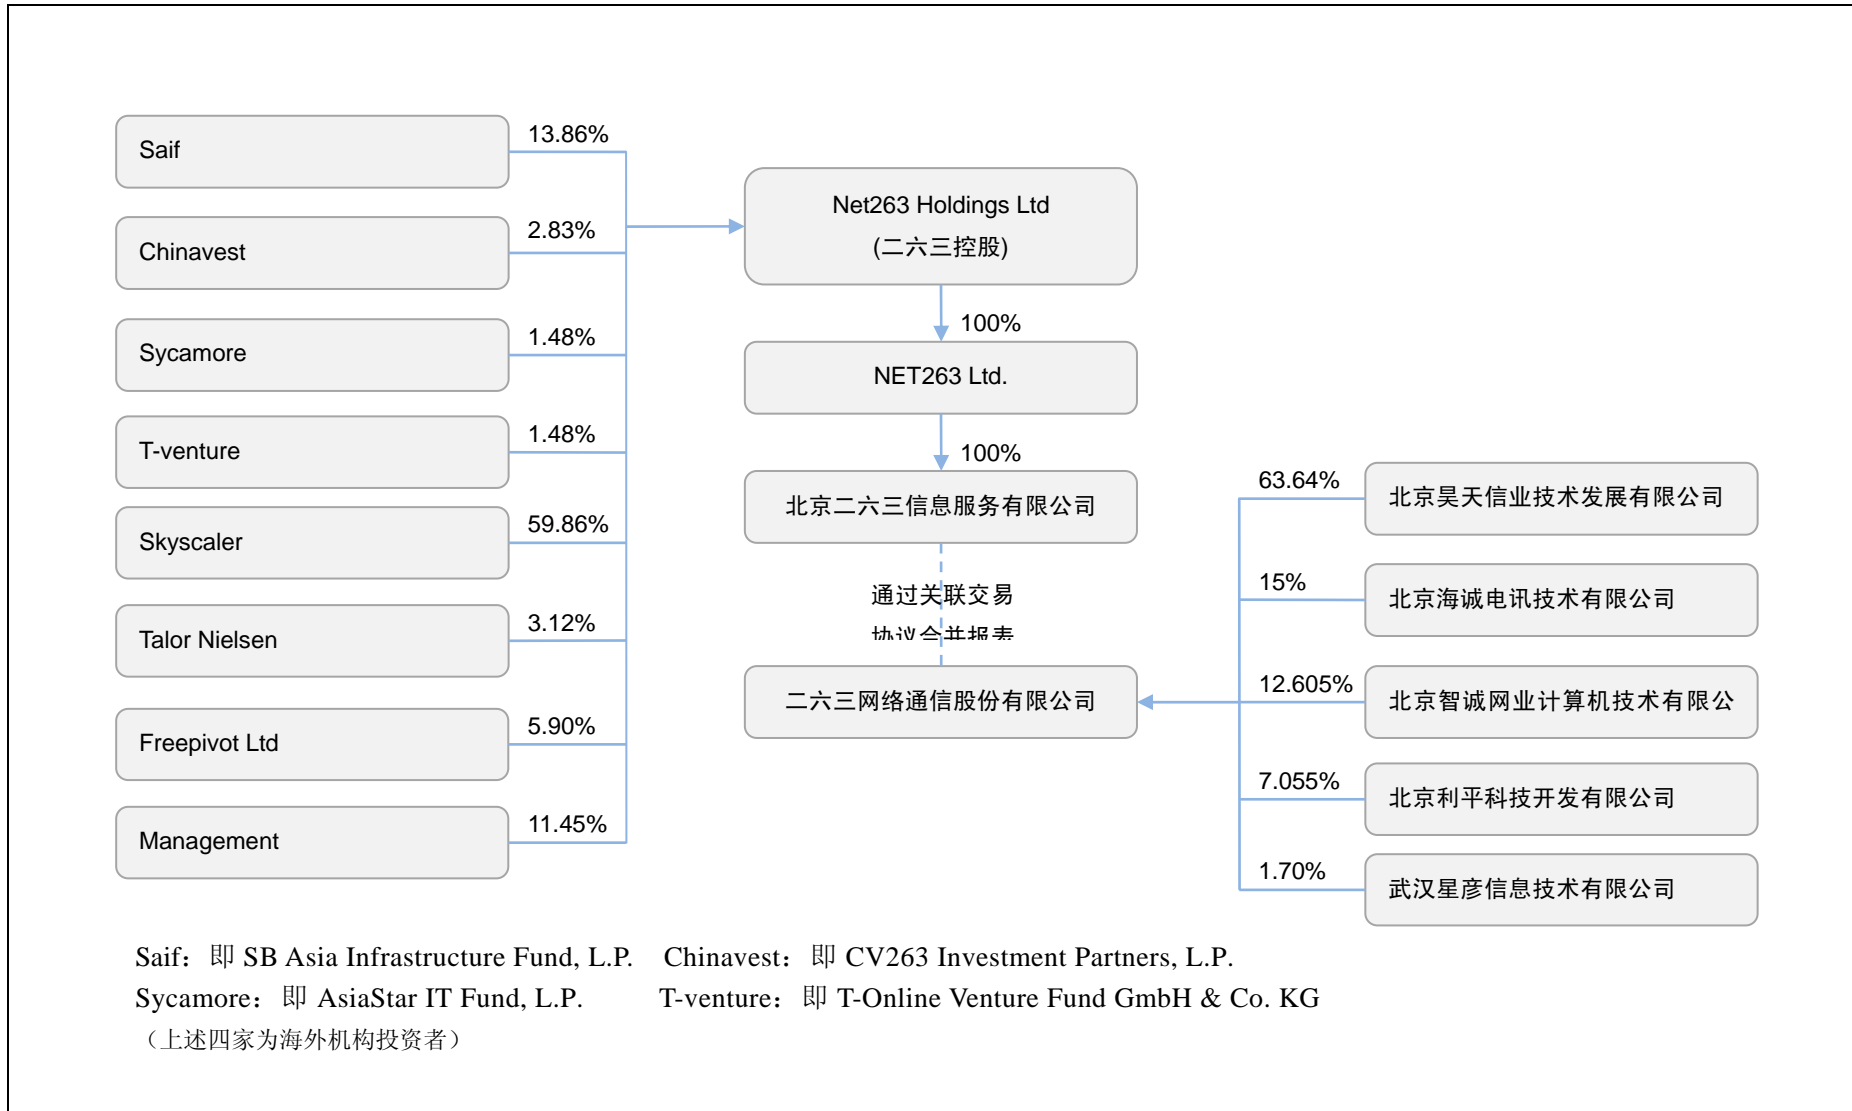 Saif
13.86%
Chinavest
2.83%
Sycamore
1.48%
T-venture
1.48%
Skyscaler
59.86%
Talor Nielsen
3.12%
Freepivot Ltd
5.90%
Management
11.45%
Net263 Holdings Ltd
(二六三控股)
100%
NET263 Ltd.
100%
北京二六三信息服务有限公司
通过关联交易
协议合并报表
二六三网络通信股份有限公司
63.64%
北京昊天信业技术发展有限公司
15%
北京海诚电讯技术有限公司
12.605%
北京智诚网业计算机技术有限公
7.055%
北京利平科技开发有限公司
1.70%
武汉星彦信息技术有限公司
Saif：即 SB Asia Infrastructure Fund, L.P. Chinavest：即 CV263 Investment Partners, L.P.
Sycamore：即 AsiaStar IT Fund, L.P. T-venture：即 T-Online Venture Fund GmbH & Co. KG
（上述四家为海外机构投资者）